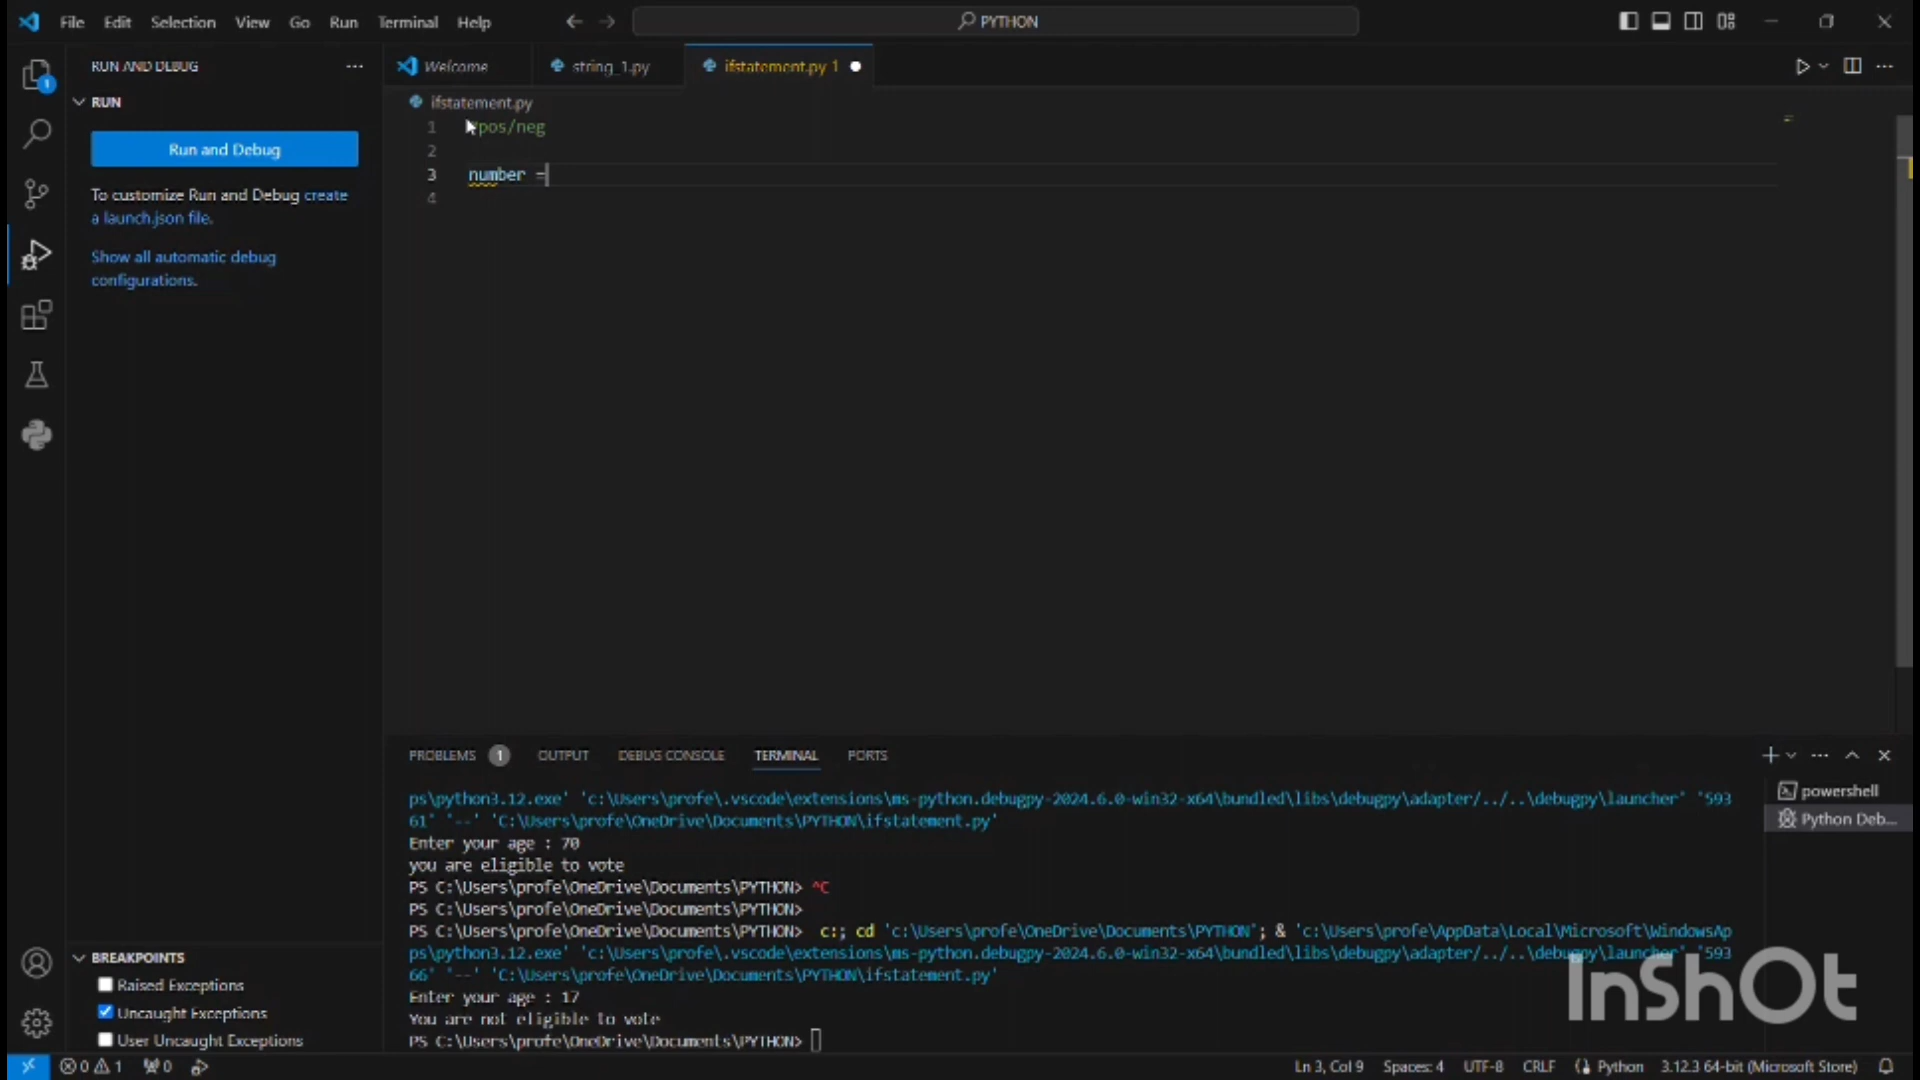 File Edit Selection View Go Run Terminal Help
PYTHON
RUN AND DEBUG
RUN
Run and Debug
To customize Run and Debug create
a launch.json file.
Show all automatic debug
configurations.
Welcome
string_1.py
ifstatement.py 1
ifstatement.py
1 #pos/neg
2
3 number =
4
PROBLEMS 1 OUTPUT DEBUG CONSOLE TERMINAL PORTS
ps\python3.12.exe' 'c:\Users\profe\.vscode\extensions\ms-python.debugpy-2024.6.0-win32-x64\bundled\libs\debugpy\adapter/../..\debugpy\launcher' '593
61' '--' 'C:\Users\profe\OneDrive\Documents\PYTHON\ifstatement.py'
Enter your age : 70
you are eligible to vote
PS C:\Users\profe\OneDrive\Documents\PYTHON> ^C
PS C:\Users\profe\OneDrive\Documents\PYTHON>
PS C:\Users\profe\OneDrive\Documents\PYTHON> c:; cd 'c:\Users\profe\OneDrive\Documents\PYTHON'; & 'c:\Users\profe\AppData\Local\Microsoft\WindowsAp
ps\python3.12.exe' 'c:\Users\profe\.vscode\extensions\ms-python.debugpy-2024.6.0-win32-x64\bundled\libs\debugpy\adapter/../..\debugpy\launcher' '593
66' '--' 'C:\Users\profe\OneDrive\Documents\PYTHON\ifstatement.py'
Enter your age : 17
You are not eligible to vote
PS C:\Users\profe\OneDrive\Documents\PYTHON>
powershell
Python Deb...
BREAKPOINTS
Raised Exceptions
Uncaught Exceptions
User Uncaught Exceptions
InShOt
0 1 0
Ln 3, Col 9 Spaces: 4 UTF-8 CRLF Python 3.12.3 64-bit (Microsoft Store)
1